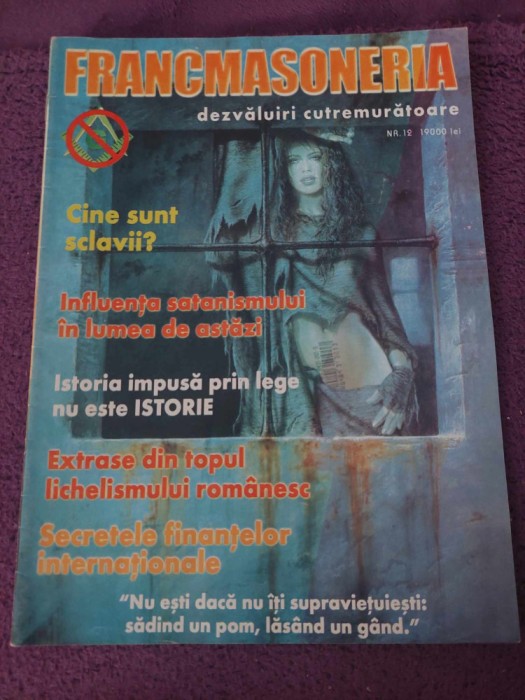 FRANCMASONERIA
dezvăluiri cutremurătoare
NR.12 19000 lei
Cine sunt
sclavii?
Influența satanismului
în lumea de astăzi
Istoria impusă prin lege
nu este ISTORIE
Extrase din topul
lichelismului românesc
Secretele finanțelor
internaționale
“Nu ești dacă nu îți supraviețuiești:
sădind un pom, lăsând un gând.”